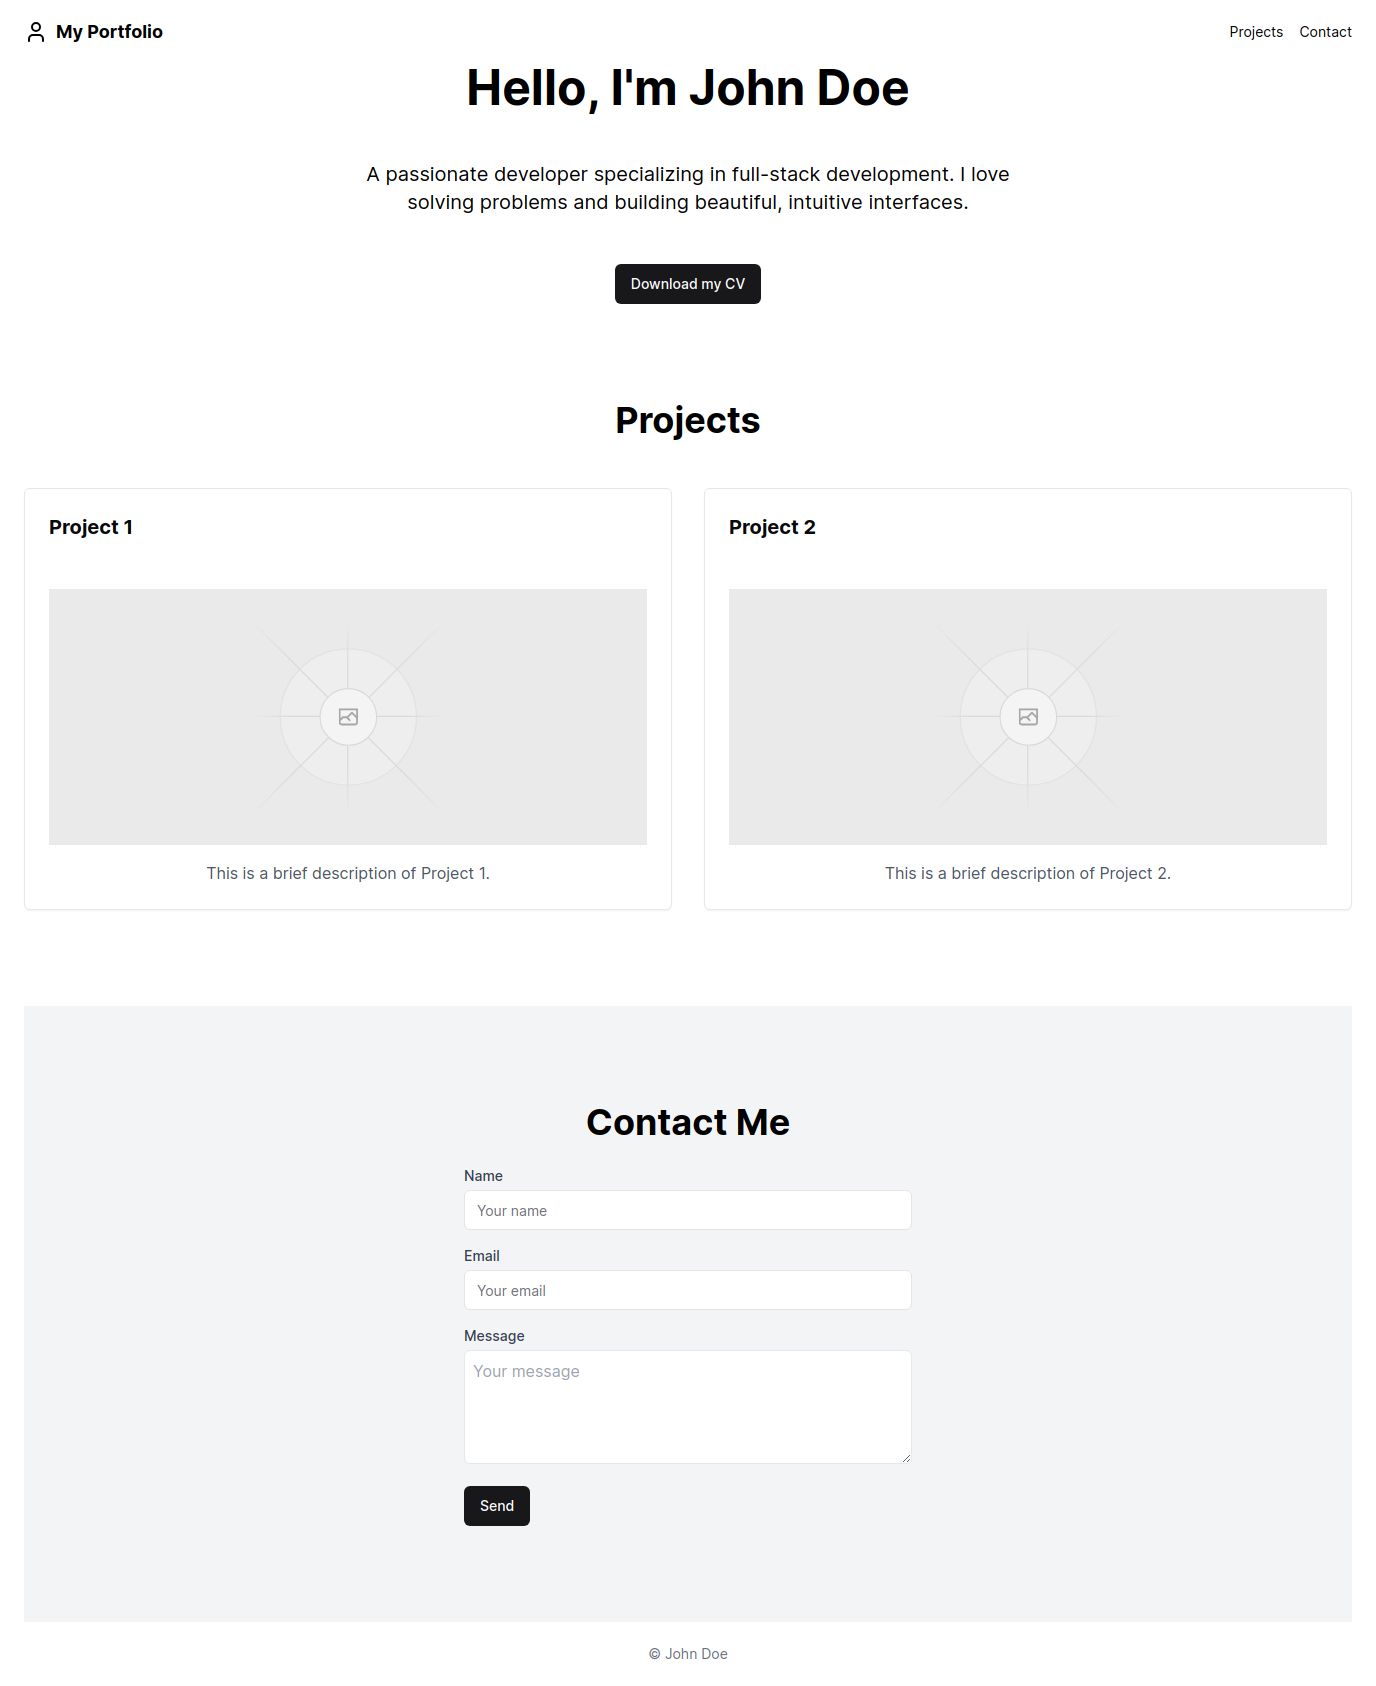 My Portfolio
Projects
Contact
Hello, I'm John Doe
A passionate developer specializing in full-stack development. I love
solving problems and building beautiful, intuitive interfaces.
Download my CV
Projects
Project 1
This is a brief description of Project 1.
Project 2
This is a brief description of Project 2.
Contact Me
Name
Your name
Email
Your email
Message
Your message
Send
© John Doe